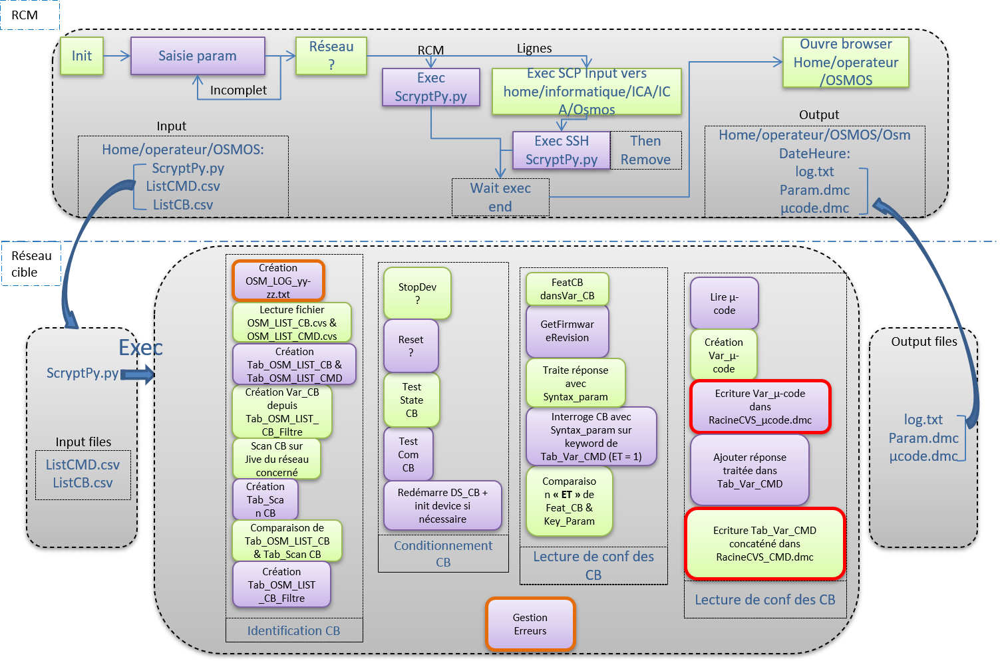 RCM
Init
Saisie param
Incomplet
Réseau
?
RCM
Lignes
Exec
ScryptPy.py
Exec SCP Input vers
home/informatique/ICA/IC
A/Osmos
Exec SSH
ScryptPy.py
Then
Remove
Wait exec
end
Ouvre browser
Home/operateur
/OSMOS
Input
Home/operateur/OSMOS:
ScryptPy.py
ListCMD.csv
ListCB.csv
Output
Home/operateur/OSMOS/Osm
DateHeure:
log.txt
Param.dmc
µcode.dmc
Réseau
cible
Exec
ScryptPy.py
Input files
ListCMD.csv
ListCB.csv
Création
OSM_LOG_yy-
zz.txt
Lecture fichier
OSM_LIST_CB.cvs &
OSM_LIST_CMD.cvs
Création
Tab_OSM_LIST_CB &
Tab_OSM_LIST_CMD
Création Var_CB
depuis
Tab_OSM_LIST_
CB_Filtre
Scan CB sur
Jive du réseau
concerné
Création
Tab_Sca
n CB
Comparaison de
Tab_OSM_LIST_CB
& Tab_Scan CB
Création
Tab_OSM_LIST
_CB_Filtre
Identification CB
StopDev
?
Reset
?
Test
State
CB
Test
Com
CB
Redémarre DS_CB +
init device si
nécessaire
Conditionnement
CB
FeatCB
dansVar_CB
GetFirmwar
eRevision
Traite réponse
avec
Syntax_param
Interroge CB avec
Syntax_param sur
keyword de
Tab_Var_CMD (ET = 1)
Comparaiso
n « ET » de
Feat_CB &
Key_Param
Lecture de conf des
CB
Lire µ-
code
Création
Var_µ-
code
Ecriture Var_µ-code
dans
RacineCVS_µcode.dmc
Ajouter réponse
traitée dans
Tab_Var_CMD
Ecriture Tab_Var_CMD
concaténé dans
RacineCVS_CMD.dmc
Lecture de conf des CB
Gestion
Erreurs
Output files
log.txt
Param.dmc
µcode.dmc